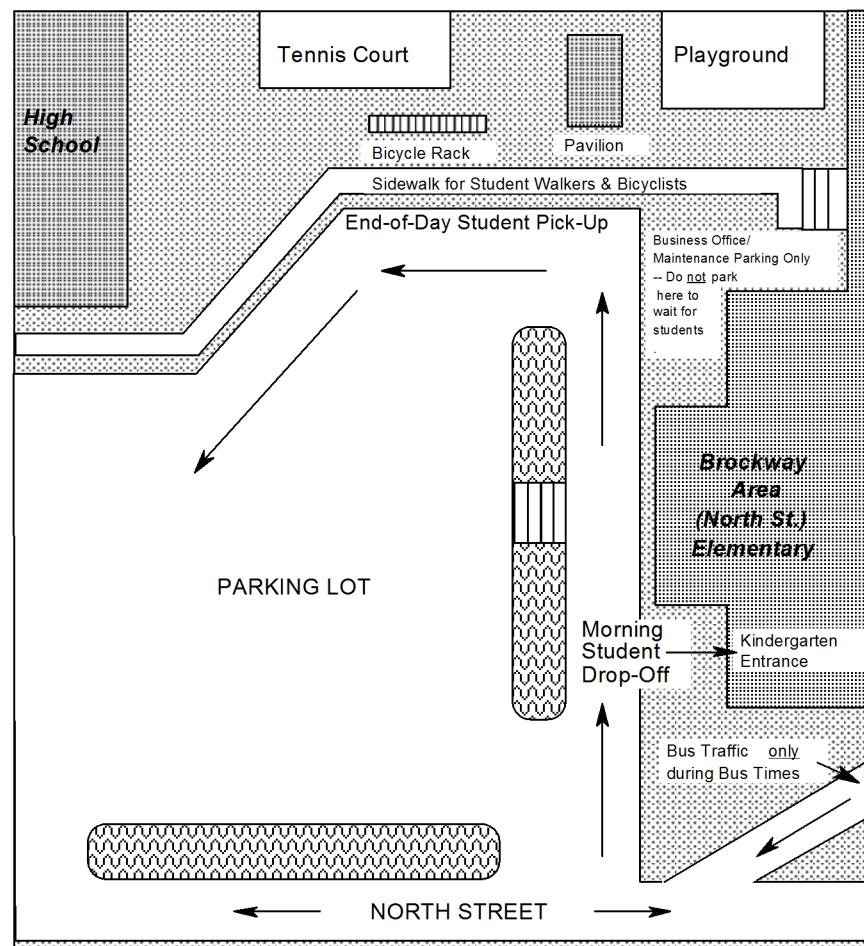 Tennis Court
Playground
High
School
Bicycle Rack
Pavilion
Sidewalk for Student Walkers & Bicyclists
End-of-Day Student Pick-Up
Business Office/
Maintenance Parking Only
-- Do not park
here to
wait for
students
.
Brockway
Area
(North St.)
Elementary
PARKING LOT
Morning
Student
Drop-Off
Kindergarten
Entrance
Bus Traffic only
during Bus Times
NORTH STREET